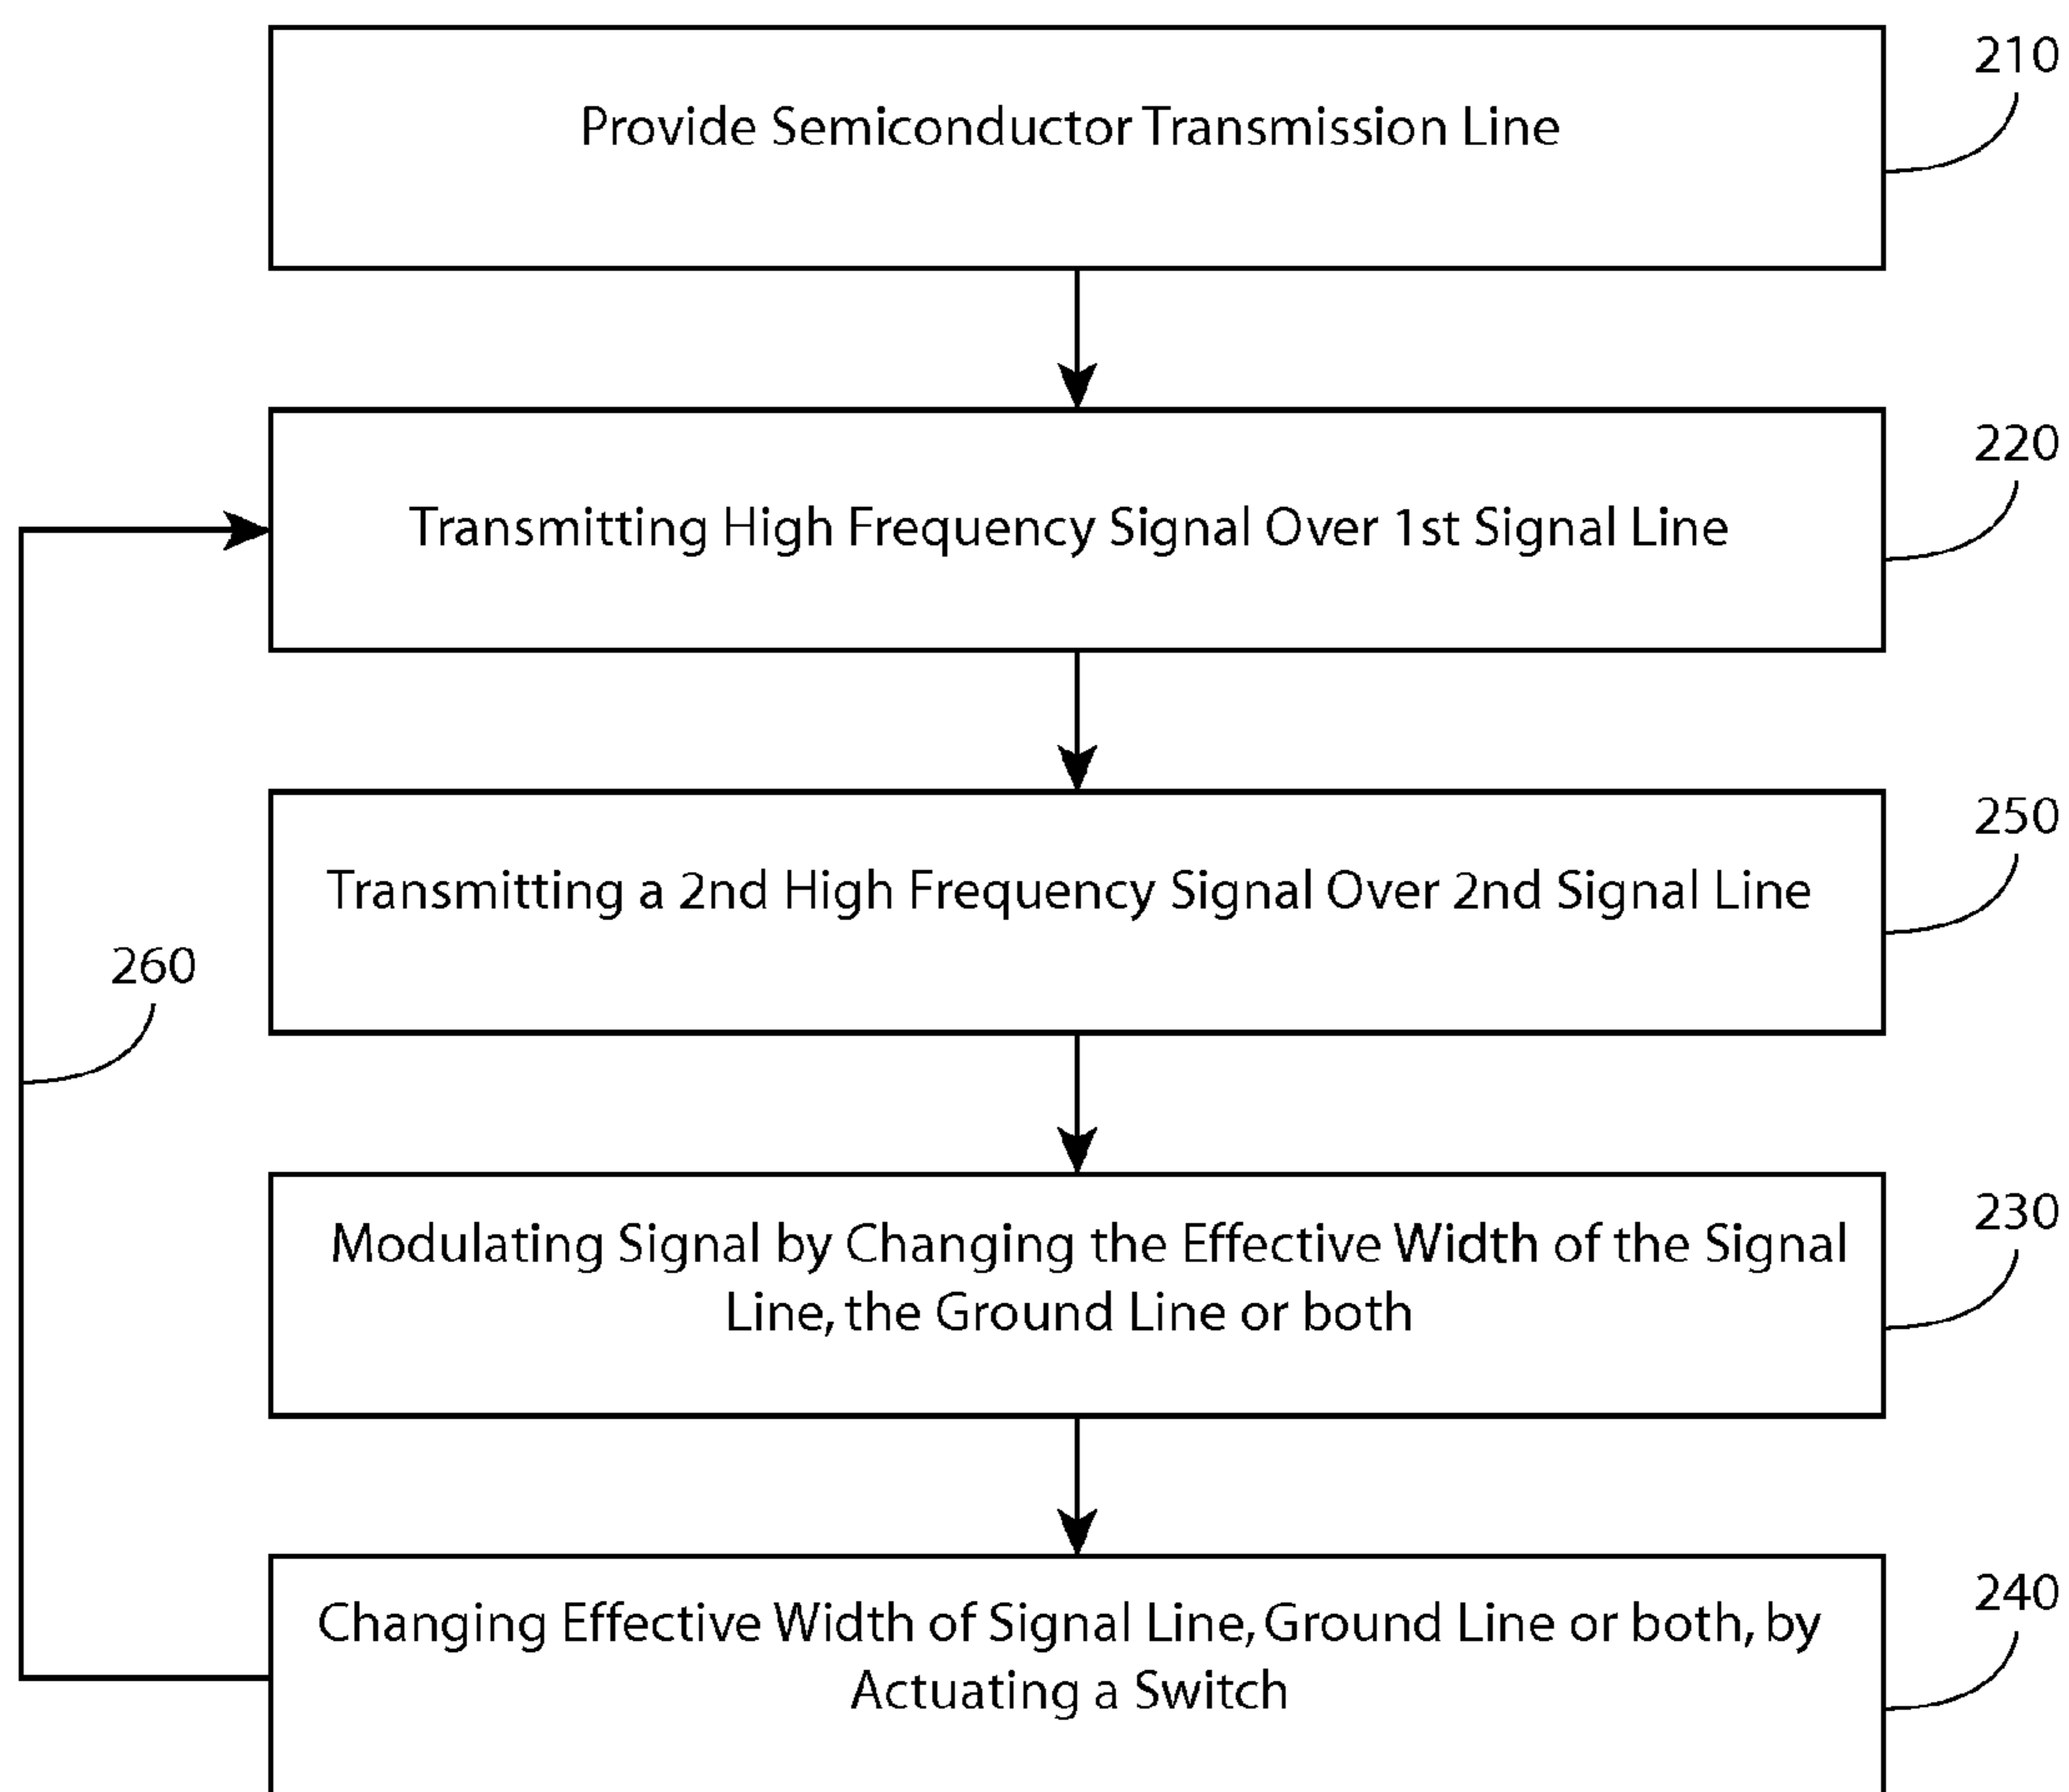 210
Provide Semiconductor Transmission Line
220
Transmitting High Frequency Signal Over 1st Signal Line
250
Transmitting a 2nd High Frequency Signal Over 2nd Signal Line
260
230
Modulating Signal by Changing the Effective Width of the Signal
Line, the Ground Line or both
240
Changing Effective Width of Signal Line, Ground Line or both, by
Actuating a Switch